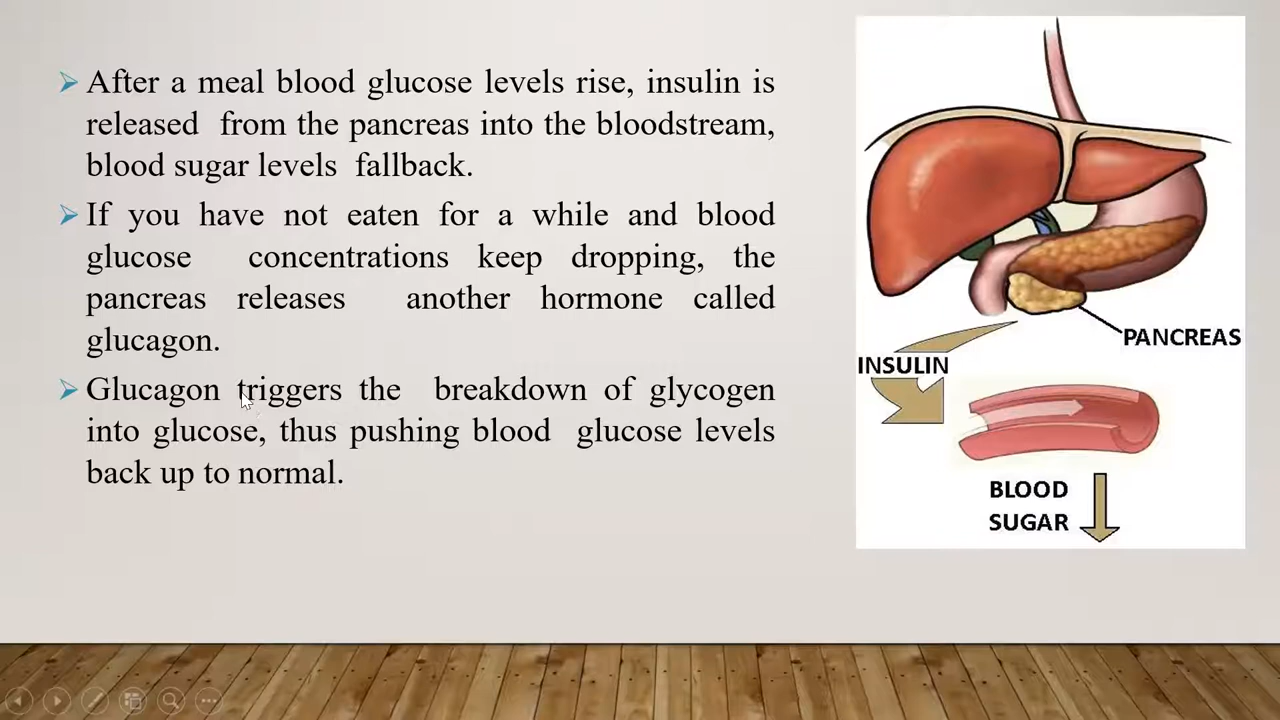 After a meal blood glucose levels rise, insulin is
released from the pancreas into the bloodstream,
blood sugar levels fallback.
If you have not eaten for a while and blood
glucose concentrations keep dropping, the
pancreas releases another hormone called
glucagon.
Glucagon triggers the breakdown of glycogen
into glucose, thus pushing blood glucose levels
back up to normal.
PANCREAS
INSULIN
BLOOD
SUGAR